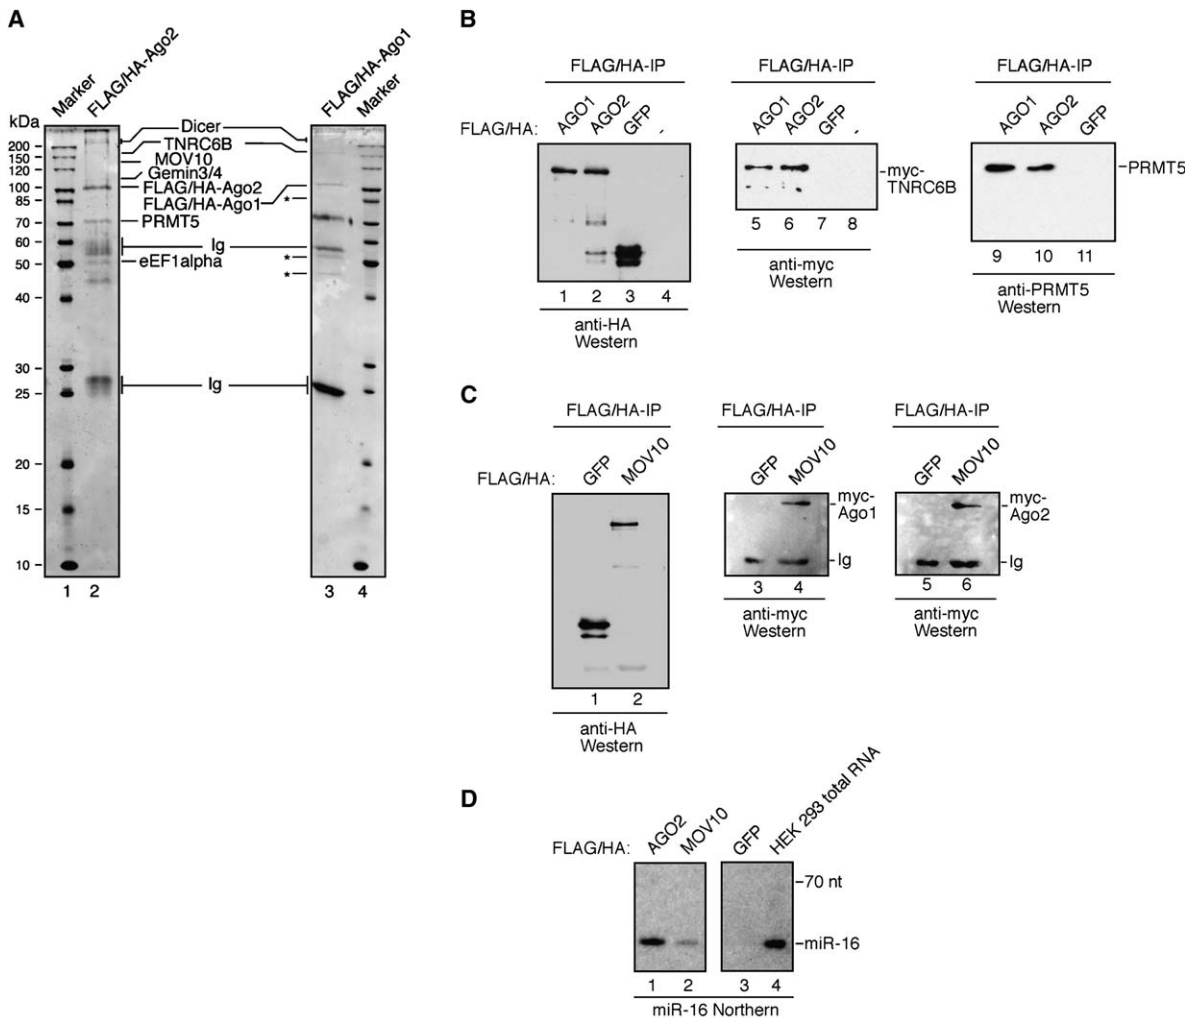 A
Marker
FLAG/HA-Ago2
FLAG/HA-Ago1
Marker
kDa
200
150
120
100
85
70
60
50
40
30
25
20
15
10
Dicer
TNRC6B
MOV10
Gemin3/4
FLAG/HA-Ago2
FLAG/HA-Ago1
PRMT5
Ig
eEF1alpha
Ig
*
*
*
1 2
3 4
B
FLAG/HA-IP
FLAG/HA-IP
FLAG/HA-IP
FLAG/HA: AGO1 AGO2 GFP -
AGO1 AGO2 GFP -
AGO1 AGO2 GFP
myc-
TNRC6B
PRMT5
1 2 3 4
5 6 7 8
9 10 11
anti-HA
Western
anti-myc
Western
anti-PRMT5
Western
C
FLAG/HA-IP
FLAG/HA-IP
FLAG/HA-IP
FLAG/HA: GFP MOV10
GFP MOV10
GFP MOV10
myc-
Ago1
Ig
myc-
Ago2
Ig
1 2
3 4
5 6
anti-HA
Western
anti-myc
Western
anti-myc
Western
D
FLAG/HA: AGO2 MOV10 GFP HEK 293 total RNA
70 nt
miR-16
1 2 3 4
miR-16 Northern